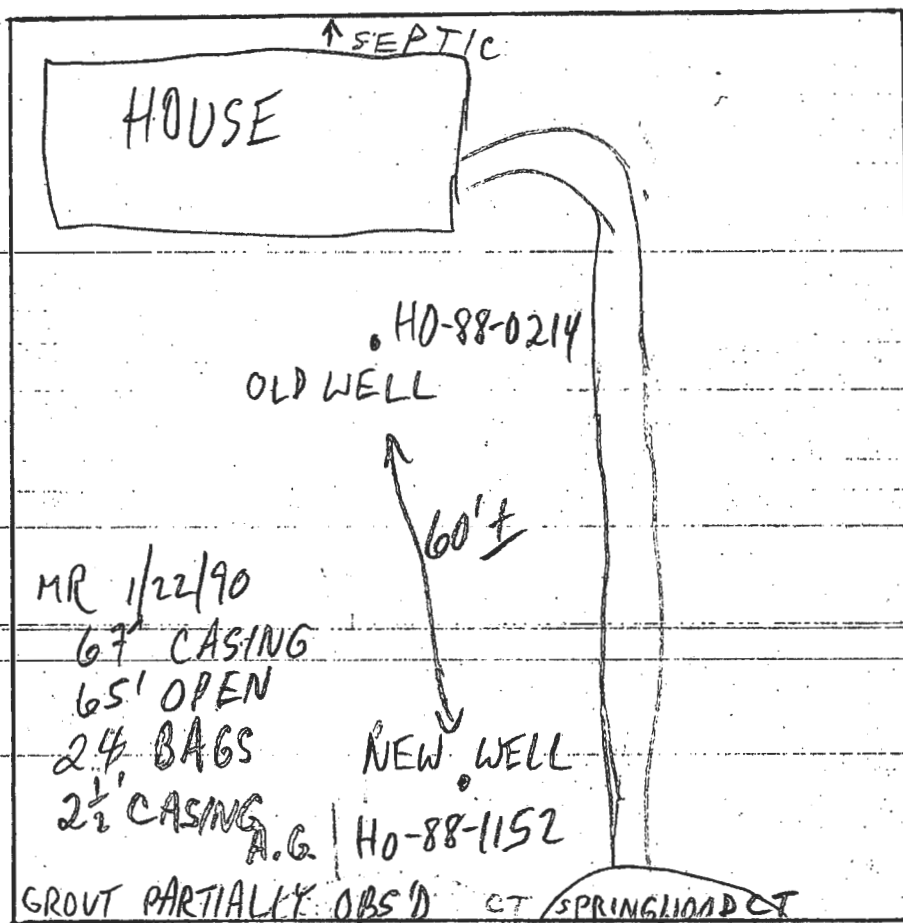 ↑ SEPTIC
HOUSE
. HO-88-0214
OLD WELL
60' ±
MR 1/22/90
67' CASING
65' OPEN
24 BAGS
2½' CASING
A.G.
NEW WELL
HO-88-1152
GROUT PARTIALLY OBS'D
CT
CT